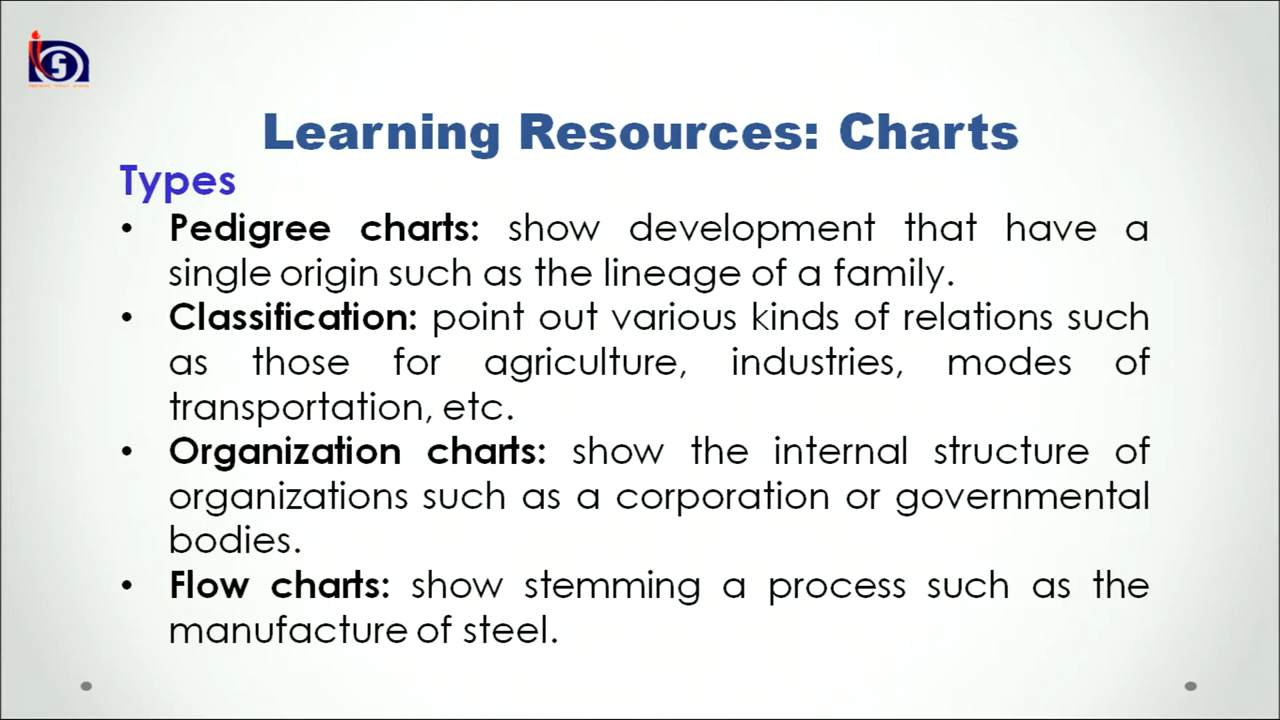 Learning Resources: Charts
Types
• Pedigree charts: show development that have a
single origin such as the lineage of a family.
• Classification: point out various kinds of relations such
as those for agriculture, industries, modes of
transportation, etc.
• Organization charts: show the internal structure of
organizations such as a corporation or governmental
bodies.
• Flow charts: show stemming a process such as the
manufacture of steel.